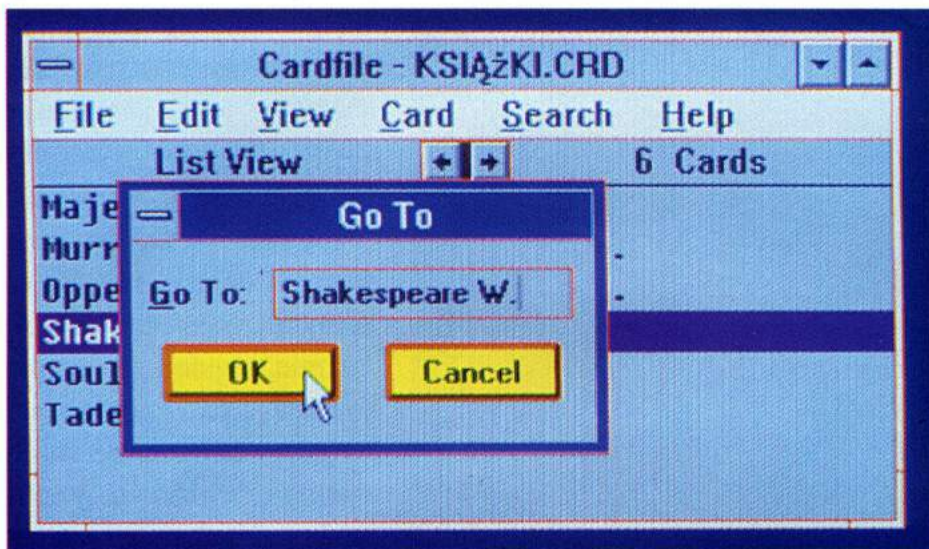 Cardfile - KSIĄżKI.CRD
File Edit View Card Search Help
List View 6 Cards
Maje
Murr
Oppe
Shak
Soul
Tade
Go To
Go To: Shakespeare W.
OK Cancel